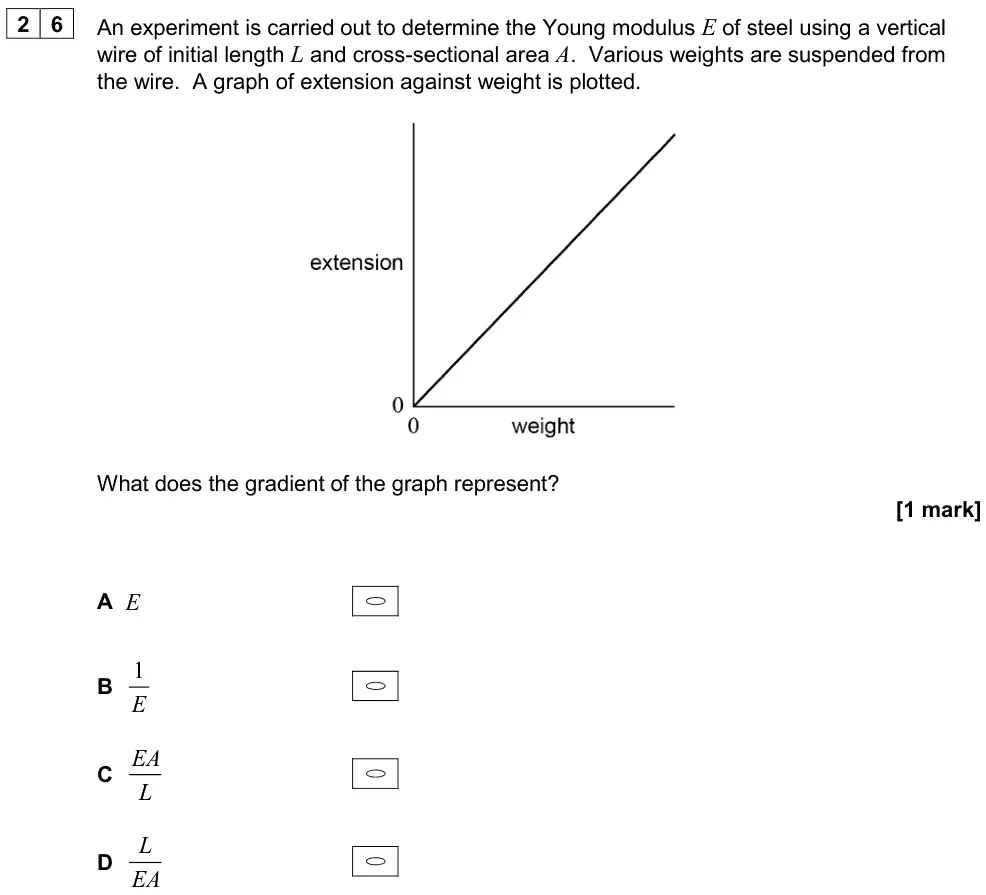 2 6 An experiment is carried out to determine the Young modulus E of steel using a vertical
wire of initial length L and cross-sectional area A. Various weights are suspended from
the wire. A graph of extension against weight is plotted.
extension
0
0
weight
What does the gradient of the graph represent?
[1 mark]
A E
B 1/E
C EA/L
D L/EA